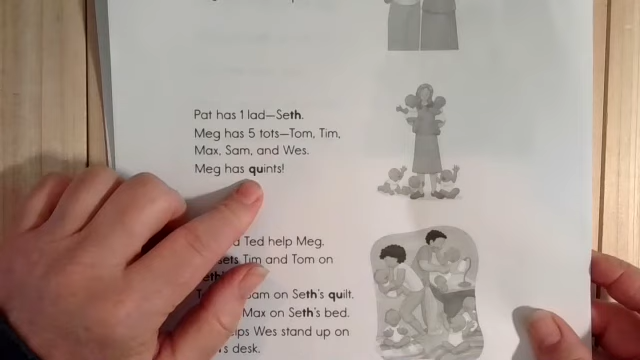 Pat has 1 lad—Seth.
Meg has 5 tots—Tom, Tim,
Max, Sam, and Wes.
Meg has quints!
Ted help Meg.
sets Tim and Tom on
Sam on Seth's quilt.
Max on Seth's bed.
Wes stand up on
desk.